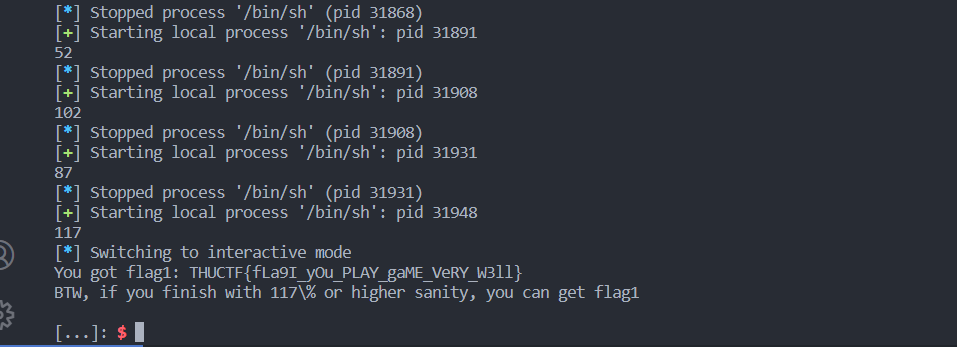 [*] Stopped process '/bin/sh' (pid 31868)
[+] Starting local process '/bin/sh': pid 31891
52
[*] Stopped process '/bin/sh' (pid 31891)
[+] Starting local process '/bin/sh': pid 31908
102
[*] Stopped process '/bin/sh' (pid 31908)
[+] Starting local process '/bin/sh': pid 31931
87
[*] Stopped process '/bin/sh' (pid 31931)
[+] Starting local process '/bin/sh': pid 31948
117
[*] Switching to interactive mode
You got flag1: THUCTF{fLa9I_yOu_PLAY_gaME_VeRY_W3ll}
BTW, if you finish with 117\% or higher sanity, you can get flag1
[...]: $